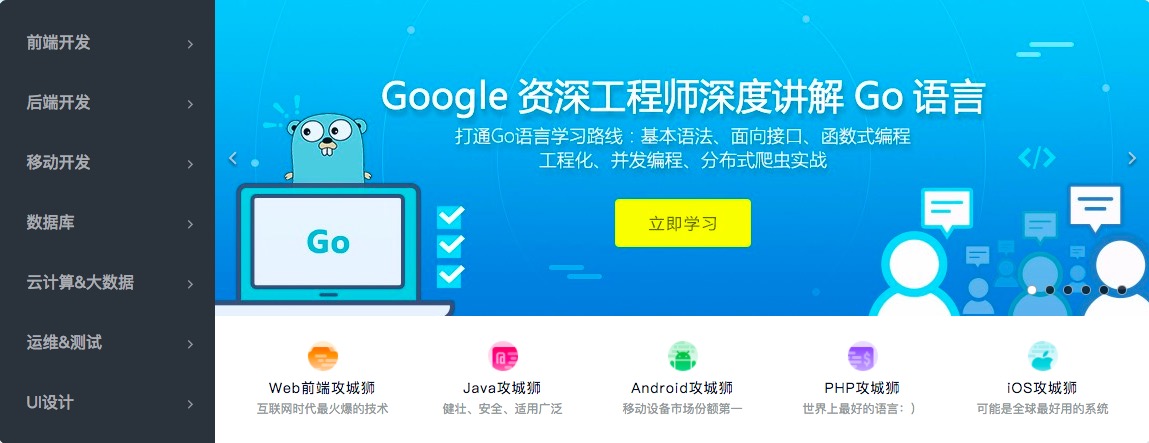 前端开发
后端开发
移动开发
数据库
云计算&大数据
运维&测试
UI设计
Google 资深工程师深度讲解 Go 语言
打通Go语言学习路线：基本语法、面向接口、函数式编程
工程化、并发编程、分布式爬虫实战
立即学习
Go
</>
Web前端攻城狮
互联网时代最火爆的技术
Java攻城狮
健壮、安全、适用广泛
Android攻城狮
移动设备市场份额第一
PHP攻城狮
世界上最好的语言：)
iOS攻城狮
可能是全球最好用的系统